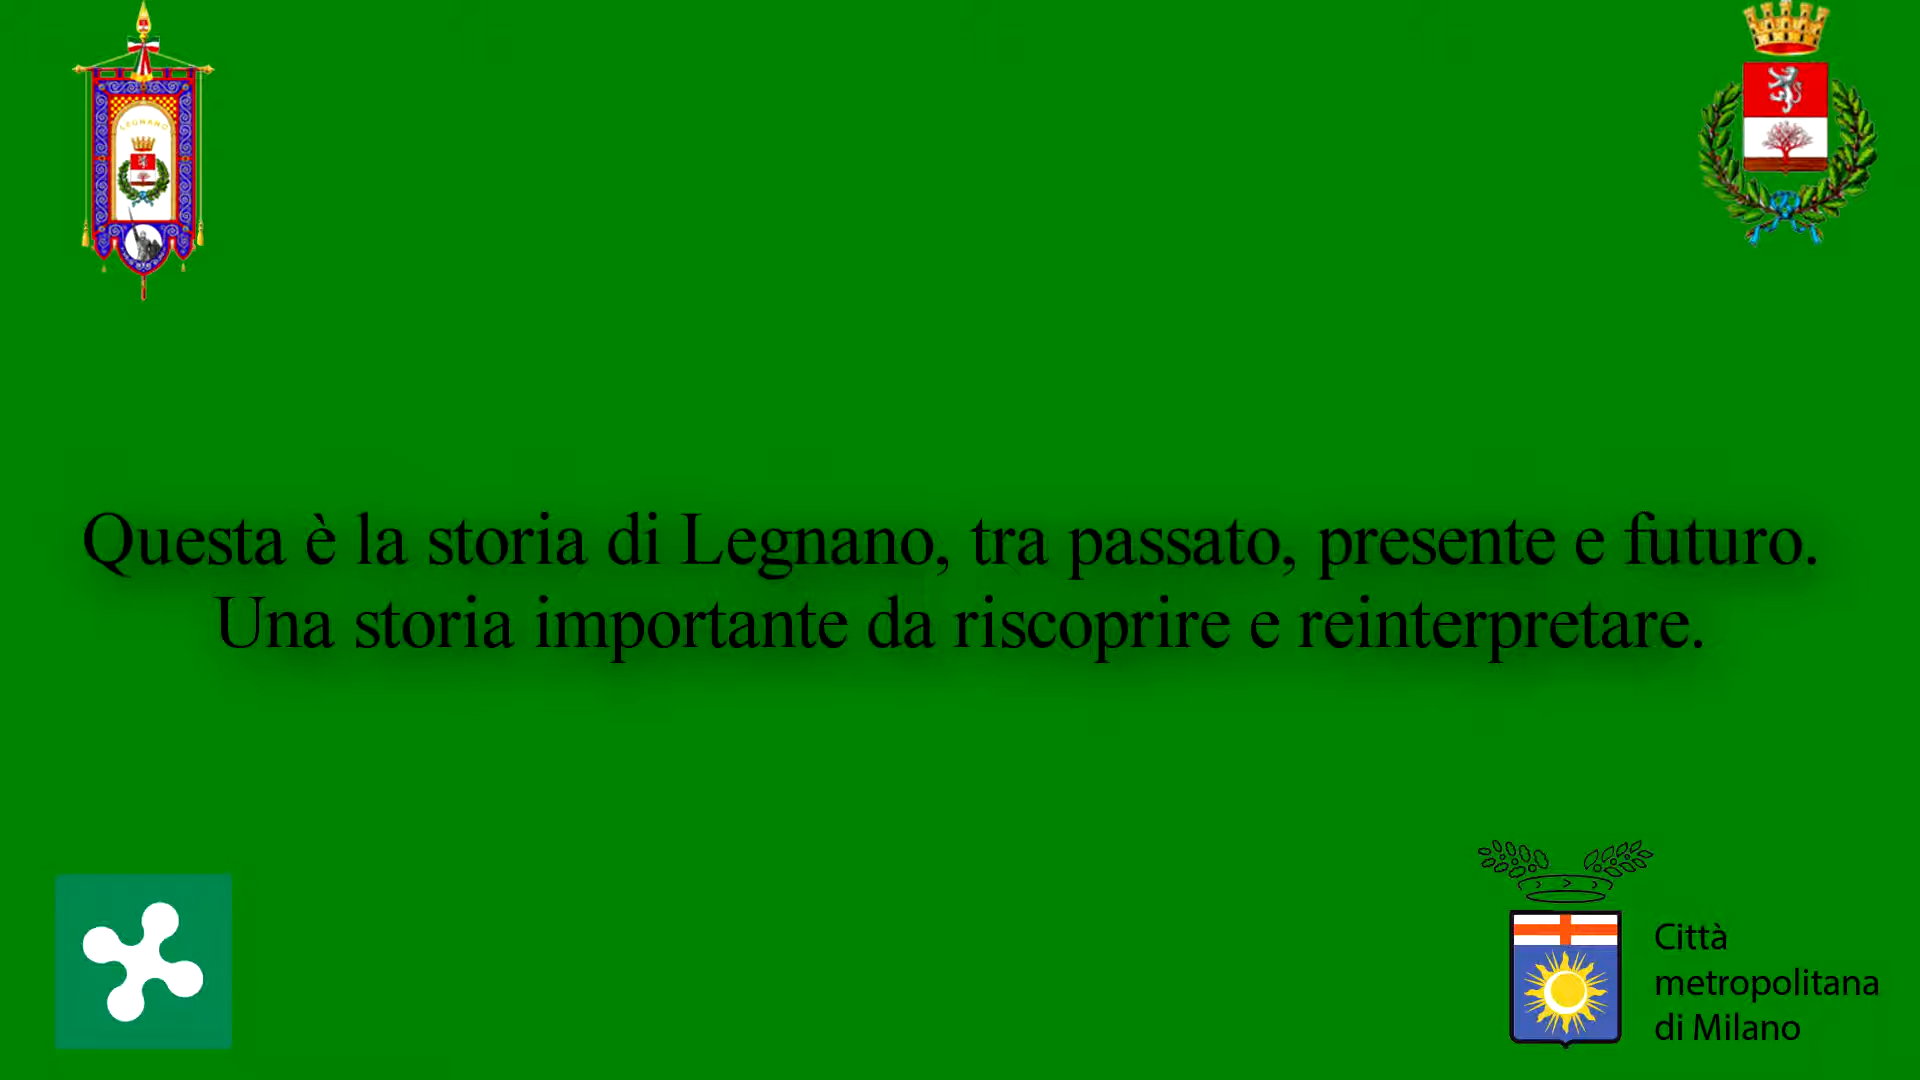 LEGNANO
Questa è la storia di Legnano, tra passato, presente e futuro.
Una storia importante da riscoprire e reinterpretare.
Città
metropolitana
di Milano